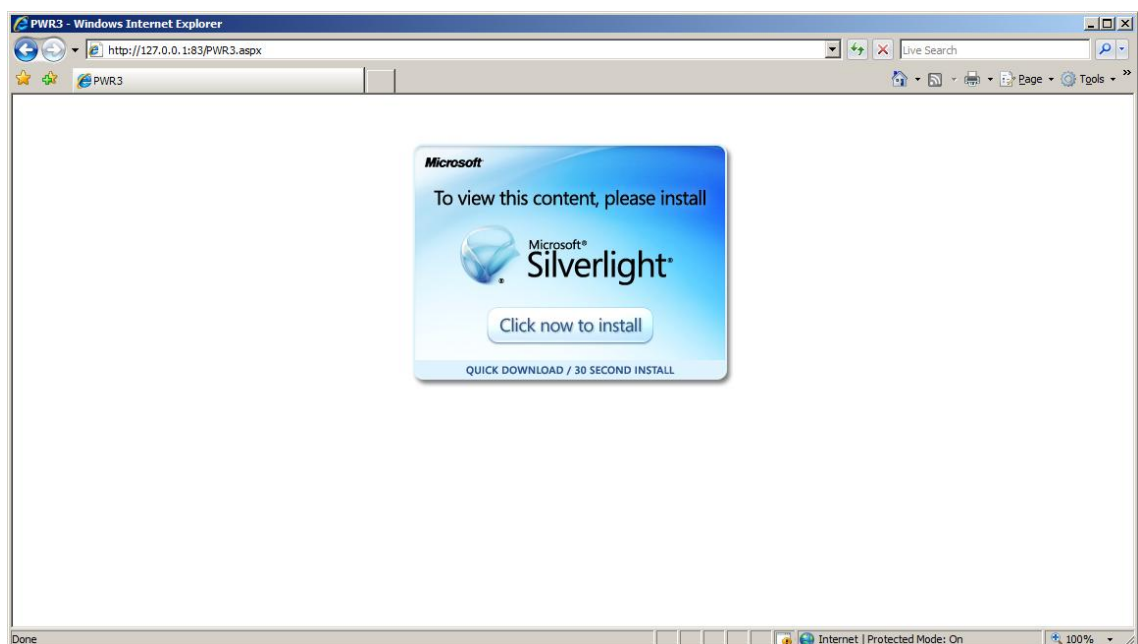 PWR3 - Windows Internet Explorer
http://127.0.0.1:83/PWR3.aspx
Live Search
PWR3
Page
Tools
Microsoft
To view this content, please install
Microsoft®
Silverlight®
Click now to install
QUICK DOWNLOAD / 30 SECOND INSTALL
Done
Internet | Protected Mode: On
100%